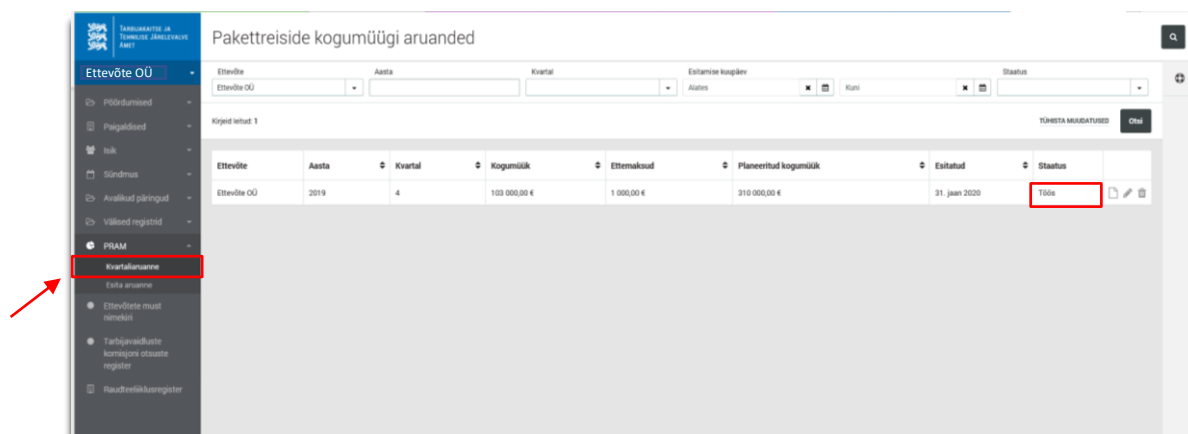 TARBIJAKAITSE JA
TEHNILISE JÄRELEVALVE
AMET
Pakettreiside kogumüügi aruanded
Ettevõte OÜ
Ettevõte
Aasta
Kvartal
Esitamise kuupäev
Staatus
Ettevõte OÜ
Alates
Kuni
Kirjeid leitud: 1
TÜHISTA MUUDATUSED
Otsi
Pöördumised
Paigaldised
Isik
Sündmus
Avalikud päringud
Välised registrid
PRAM
Kvartaliaruanne
Esita aruanne
Ettevõtete must
nimekiri
Tarbijavaidluste
komisjoni otsuste
register
Raudteeliiklusregister
Ettevõte Aasta Kvartal Kogumüük Ettemaksud Planeeritud kogumüük Esitatud Staatus
Ettevõte OÜ 2019 4 103 000,00 € 1 000,00 € 310 000,00 € 31. jaan 2020 Töös